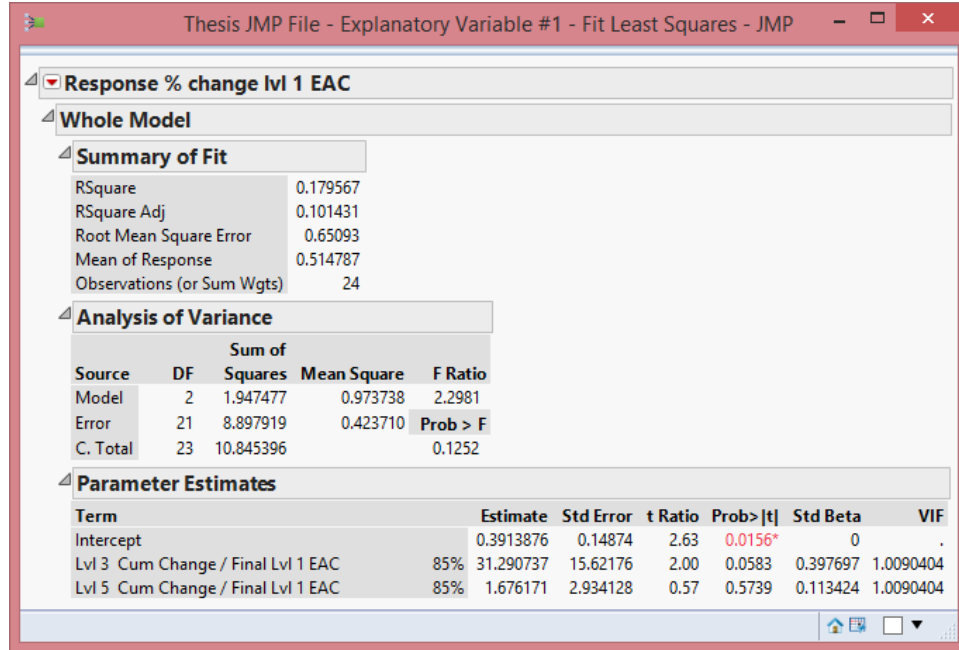 Thesis JMP File - Explanatory Variable #1 - Fit Least Squares - JMP
Response % change lvl 1 EAC
Whole Model
Summary of Fit
RSquare 0.179567
RSquare Adj 0.101431
Root Mean Square Error 0.65093
Mean of Response 0.514787
Observations (or Sum Wgts) 24
Analysis of Variance
Sum of
Source DF Squares Mean Square F Ratio
Model 2 1.947477 0.973738 2.2981
Error 21 8.897919 0.423710 Prob > F
C. Total 23 10.845396 0.1252
Parameter Estimates
Term Estimate Std Error t Ratio Prob>|t| Std Beta VIF
Intercept 0.3913876 0.14874 2.63 0.0156* 0 .
Lvl 3 Cum Change / Final Lvl 1 EAC 85% 31.290737 15.62176 2.00 0.0583 0.397697 1.0090404
Lvl 5 Cum Change / Final Lvl 1 EAC 85% 1.676171 2.934128 0.57 0.5739 0.113424 1.0090404